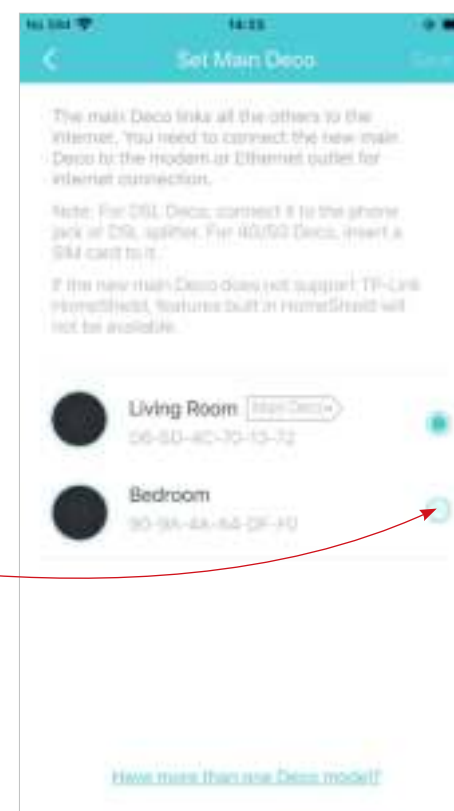 No SIM 14:25
Set Main Deco Save
The main Deco links all the others to the
internet. You need to connect the new main
Deco to the modem or Ethernet outlet for
internet connection.
Note: For DSL Deco, connect it to the phone
jack or DSL splitter. For 4G/5G Deco, insert a
SIM card to it.
If the new main Deco does not support TP-Link
HomeShield, features built in HomeShield will
not be available.
Living Room Main Deco
Bedroom
Have more than one Deco model?